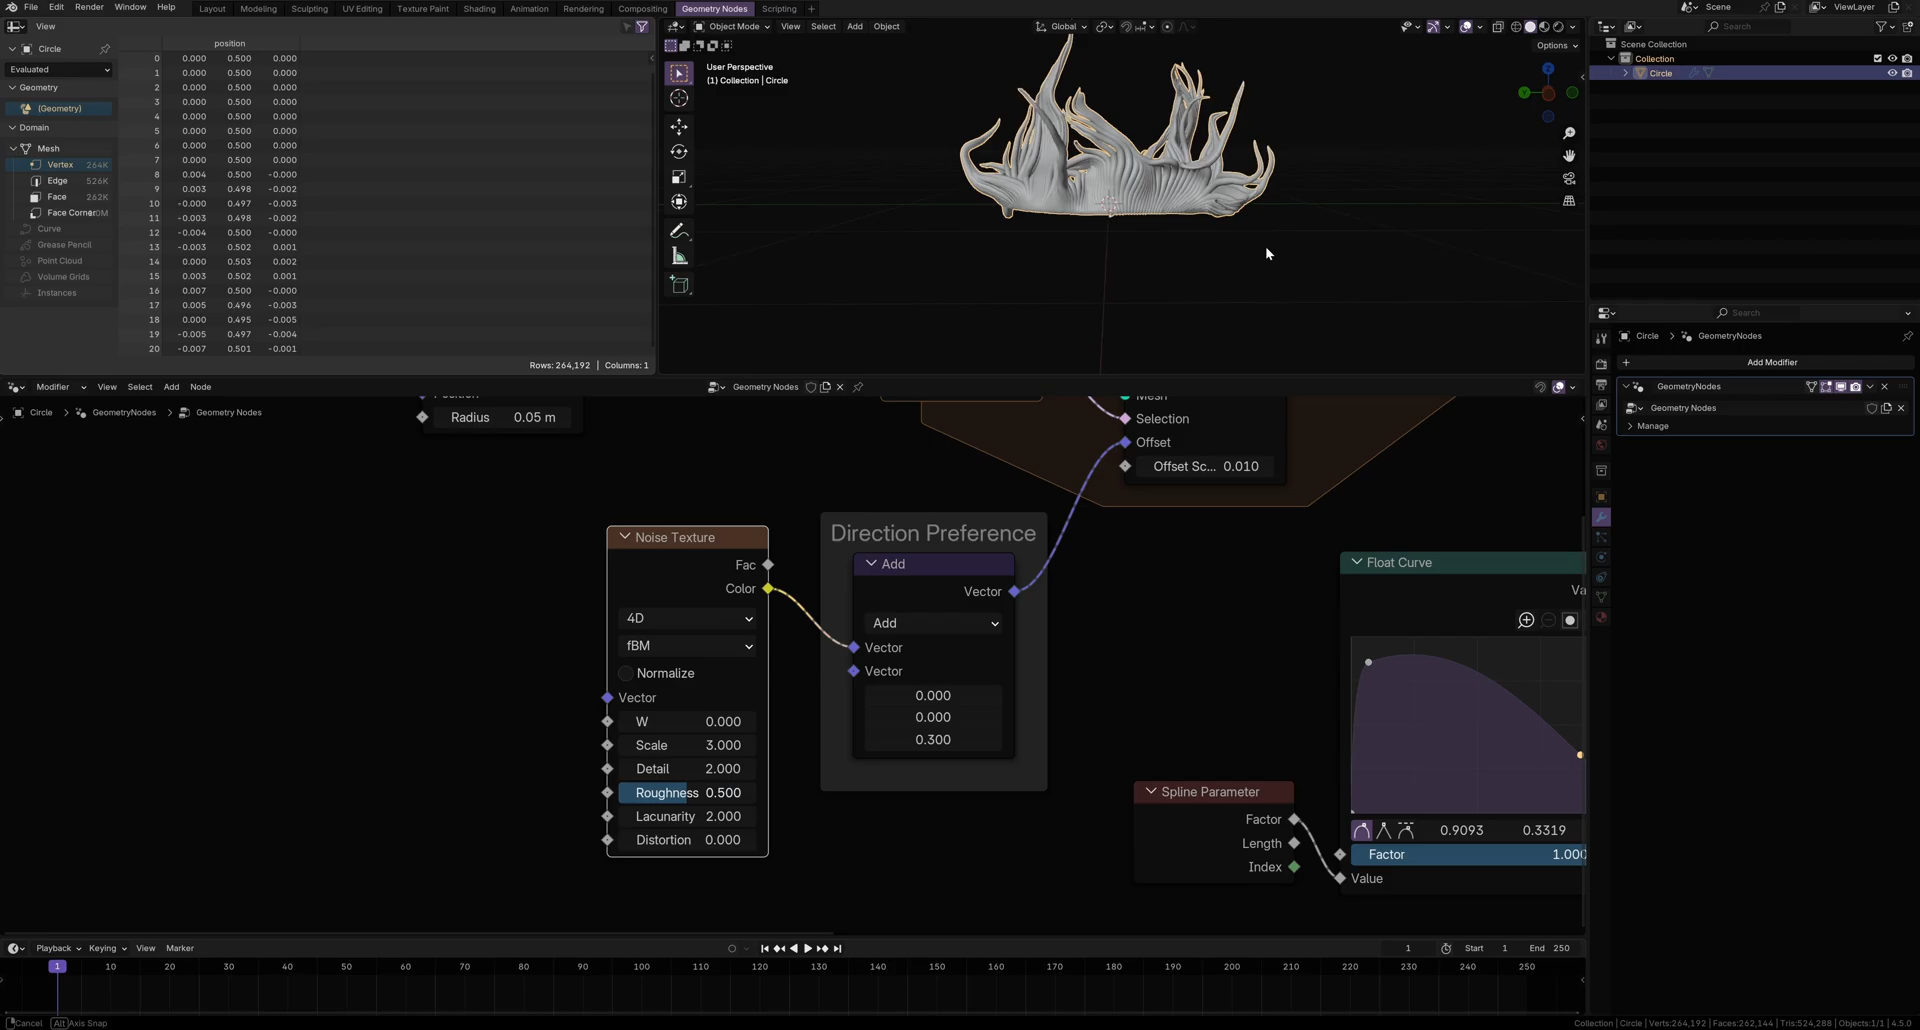 File Edit Render Window Help Layout Modeling Sculpting UV Editing Texture Paint Shading Animation Rendering Compositing Geometry Nodes Scripting + Scene ViewLayer
View
position
Circle
Evaluated
Geometry
(Geometry)
Domain
Mesh
Vertex 264K
Edge 526K
Face 262K
Face Corner
Curve
Grease Pencil
Point Cloud
Volume Grids
Instances
0 0.000 0.500 0.000
1 0.000 0.500 0.000
2 0.000 0.500 0.000
3 0.000 0.500 0.000
4 0.000 0.500 0.000
5 0.000 0.500 0.000
6 0.000 0.500 0.000
7 0.000 0.500 0.000
8 0.004 0.500 -0.000
9 0.003 0.498 -0.002
10 -0.000 0.497 -0.003
11 -0.003 0.498 -0.002
12 -0.004 0.500 -0.000
13 -0.003 0.502 0.001
14 0.000 0.503 0.002
15 0.003 0.502 0.001
16 0.007 0.500 -0.000
17 0.005 0.496 -0.003
18 0.000 0.495 -0.005
19 -0.005 0.497 -0.004
20 -0.007 0.501 -0.001
Rows: 264,192 | Columns: 1
Object Mode View Select Add Object Global
Options
User Perspective
(1) Collection | Circle
Z
Y
Search
Scene Collection
Collection
Circle
Search
Circle > GeometryNodes
+ Add Modifier
GeometryNodes
Geometry Nodes
Manage
Modifier View Select Add Node Geometry Nodes
Circle > GeometryNodes > Geometry Nodes
Position
Radius 0.05 m
Mesh
Selection
Offset
Offset Sc... 0.010
Noise Texture
Fac
Color
4D
fBM
Normalize
Vector
W 0.000
Scale 3.000
Detail 2.000
Roughness 0.500
Lacunarity 2.000
Distortion 0.000
Direction Preference
Add
Vector
Add
Vector
Vector
0.000
0.000
0.300
Spline Parameter
Factor
Length
Index
Float Curve
Va
0.9093 0.3319
Factor 1.000
Value
Playback Keying View Marker 1 Start 1 End 250
1 10 20 30 40 50 60 70 80 90 100 110 120 130 140 150 160 170 180 190 200 210 220 230 240 250
Cancel Alt Axis Snap
Collection | Circle | Verts:264,192 | Faces:262,144 | Tris:524,288 | Objects:1/1 | 4.5.0